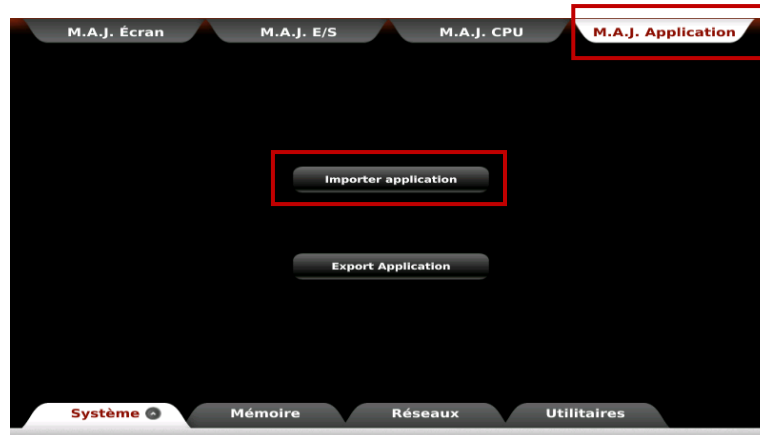 M.A.J. Écran M.A.J. E/S M.A.J. CPU M.A.J. Application
Importer application
Export Application
Système Mémoire Réseaux Utilitaires